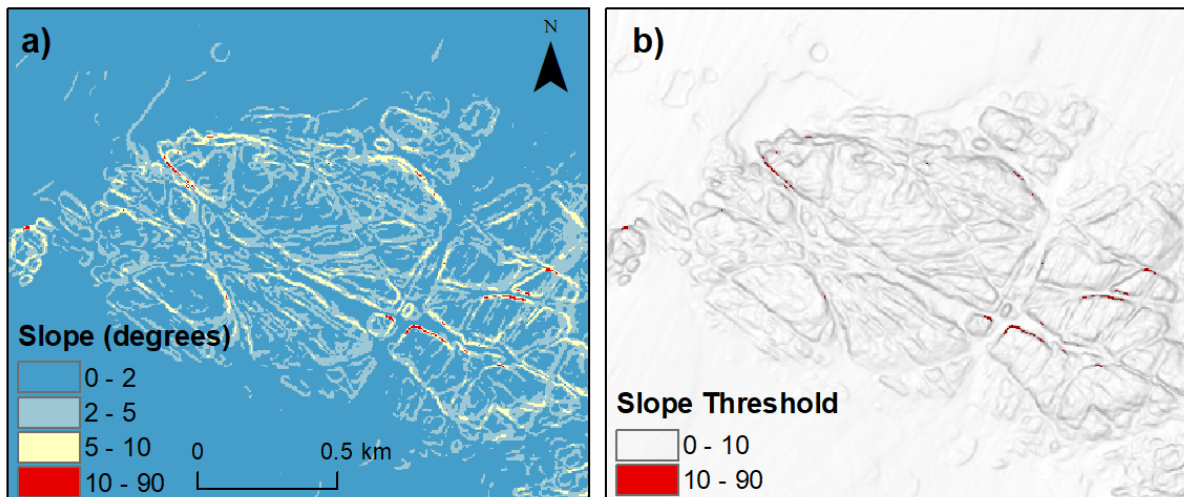 a)
N
Slope (degrees)
0 - 2
2 - 5
5 - 10
10 - 90
0 0.5 km
b)
Slope Threshold
0 - 10
10 - 90